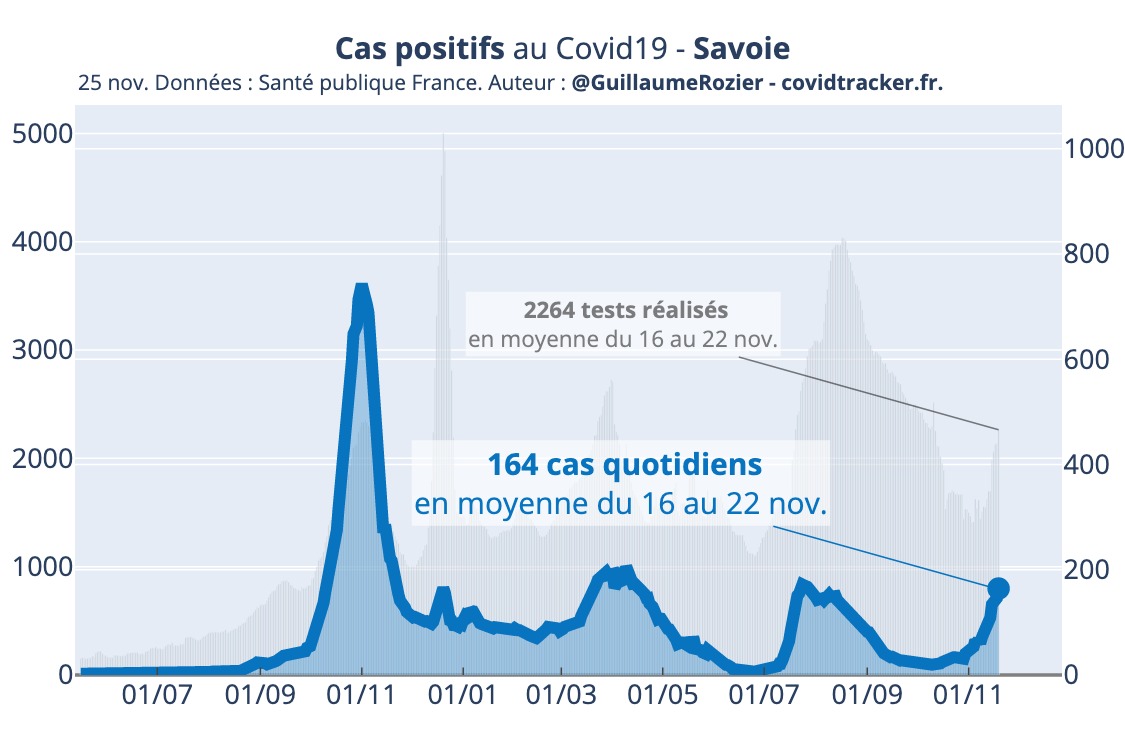 Cas positifs au Covid19 - Savoie
25 nov. Données : Santé publique France. Auteur : @GuillaumeRozier - covidtracker.fr.
5000
1000
4000
800
2264 tests réalisés
en moyenne du 16 au 22 nov.
3000
600
2000
400
164 cas quotidiens
en moyenne du 16 au 22 nov.
1000
200
0
0
01/07 01/09 01/11 01/01 01/03 01/05 01/07 01/09 01/11